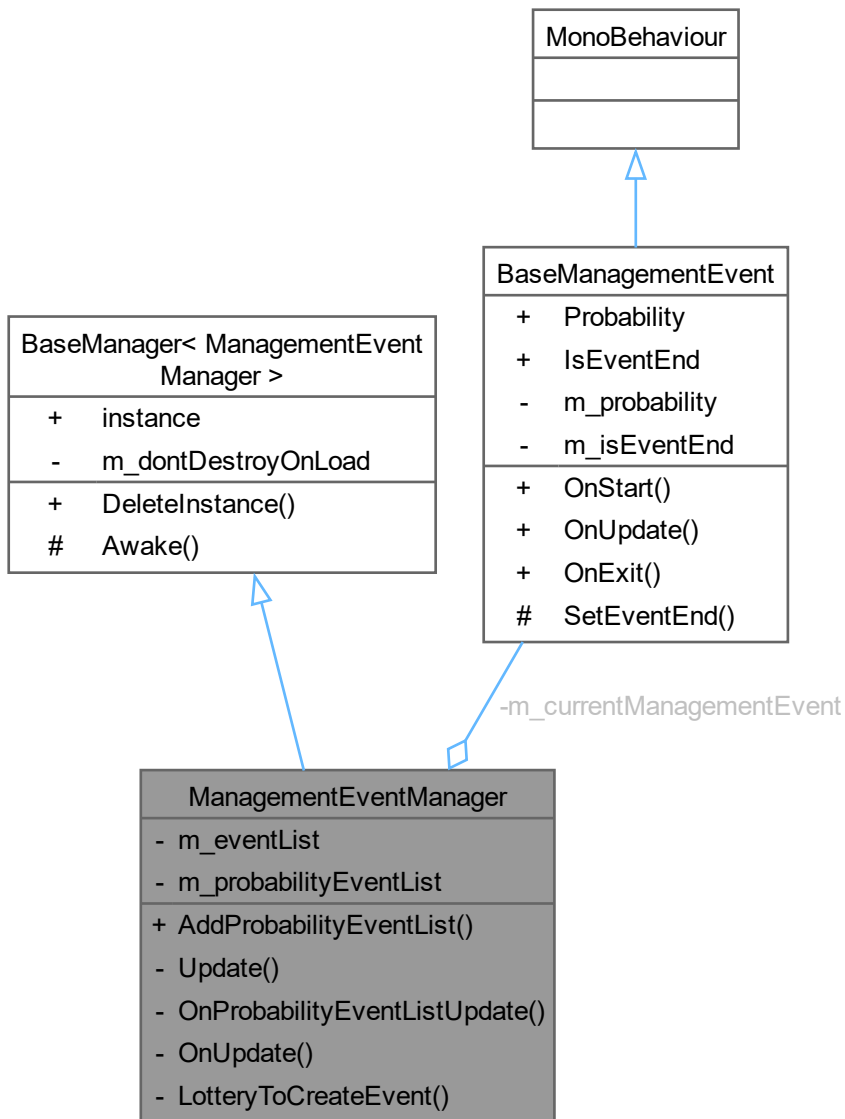 MonoBehaviour
BaseManagementEvent
+ Probability
+ IsEventEnd
- m_probability
- m_isEventEnd
+ OnStart()
+ OnUpdate()
+ OnExit()
# SetEventEnd()
BaseManager< ManagementEvent
Manager >
+ instance
- m_dontDestroyOnLoad
+ DeleteInstance()
# Awake()
-m_currentManagementEvent
ManagementEventManager
- m_eventList
- m_probabilityEventList
+ AddProbabilityEventList()
- Update()
- OnProbabilityEventListUpdate()
- OnUpdate()
- LotteryToCreateEvent()